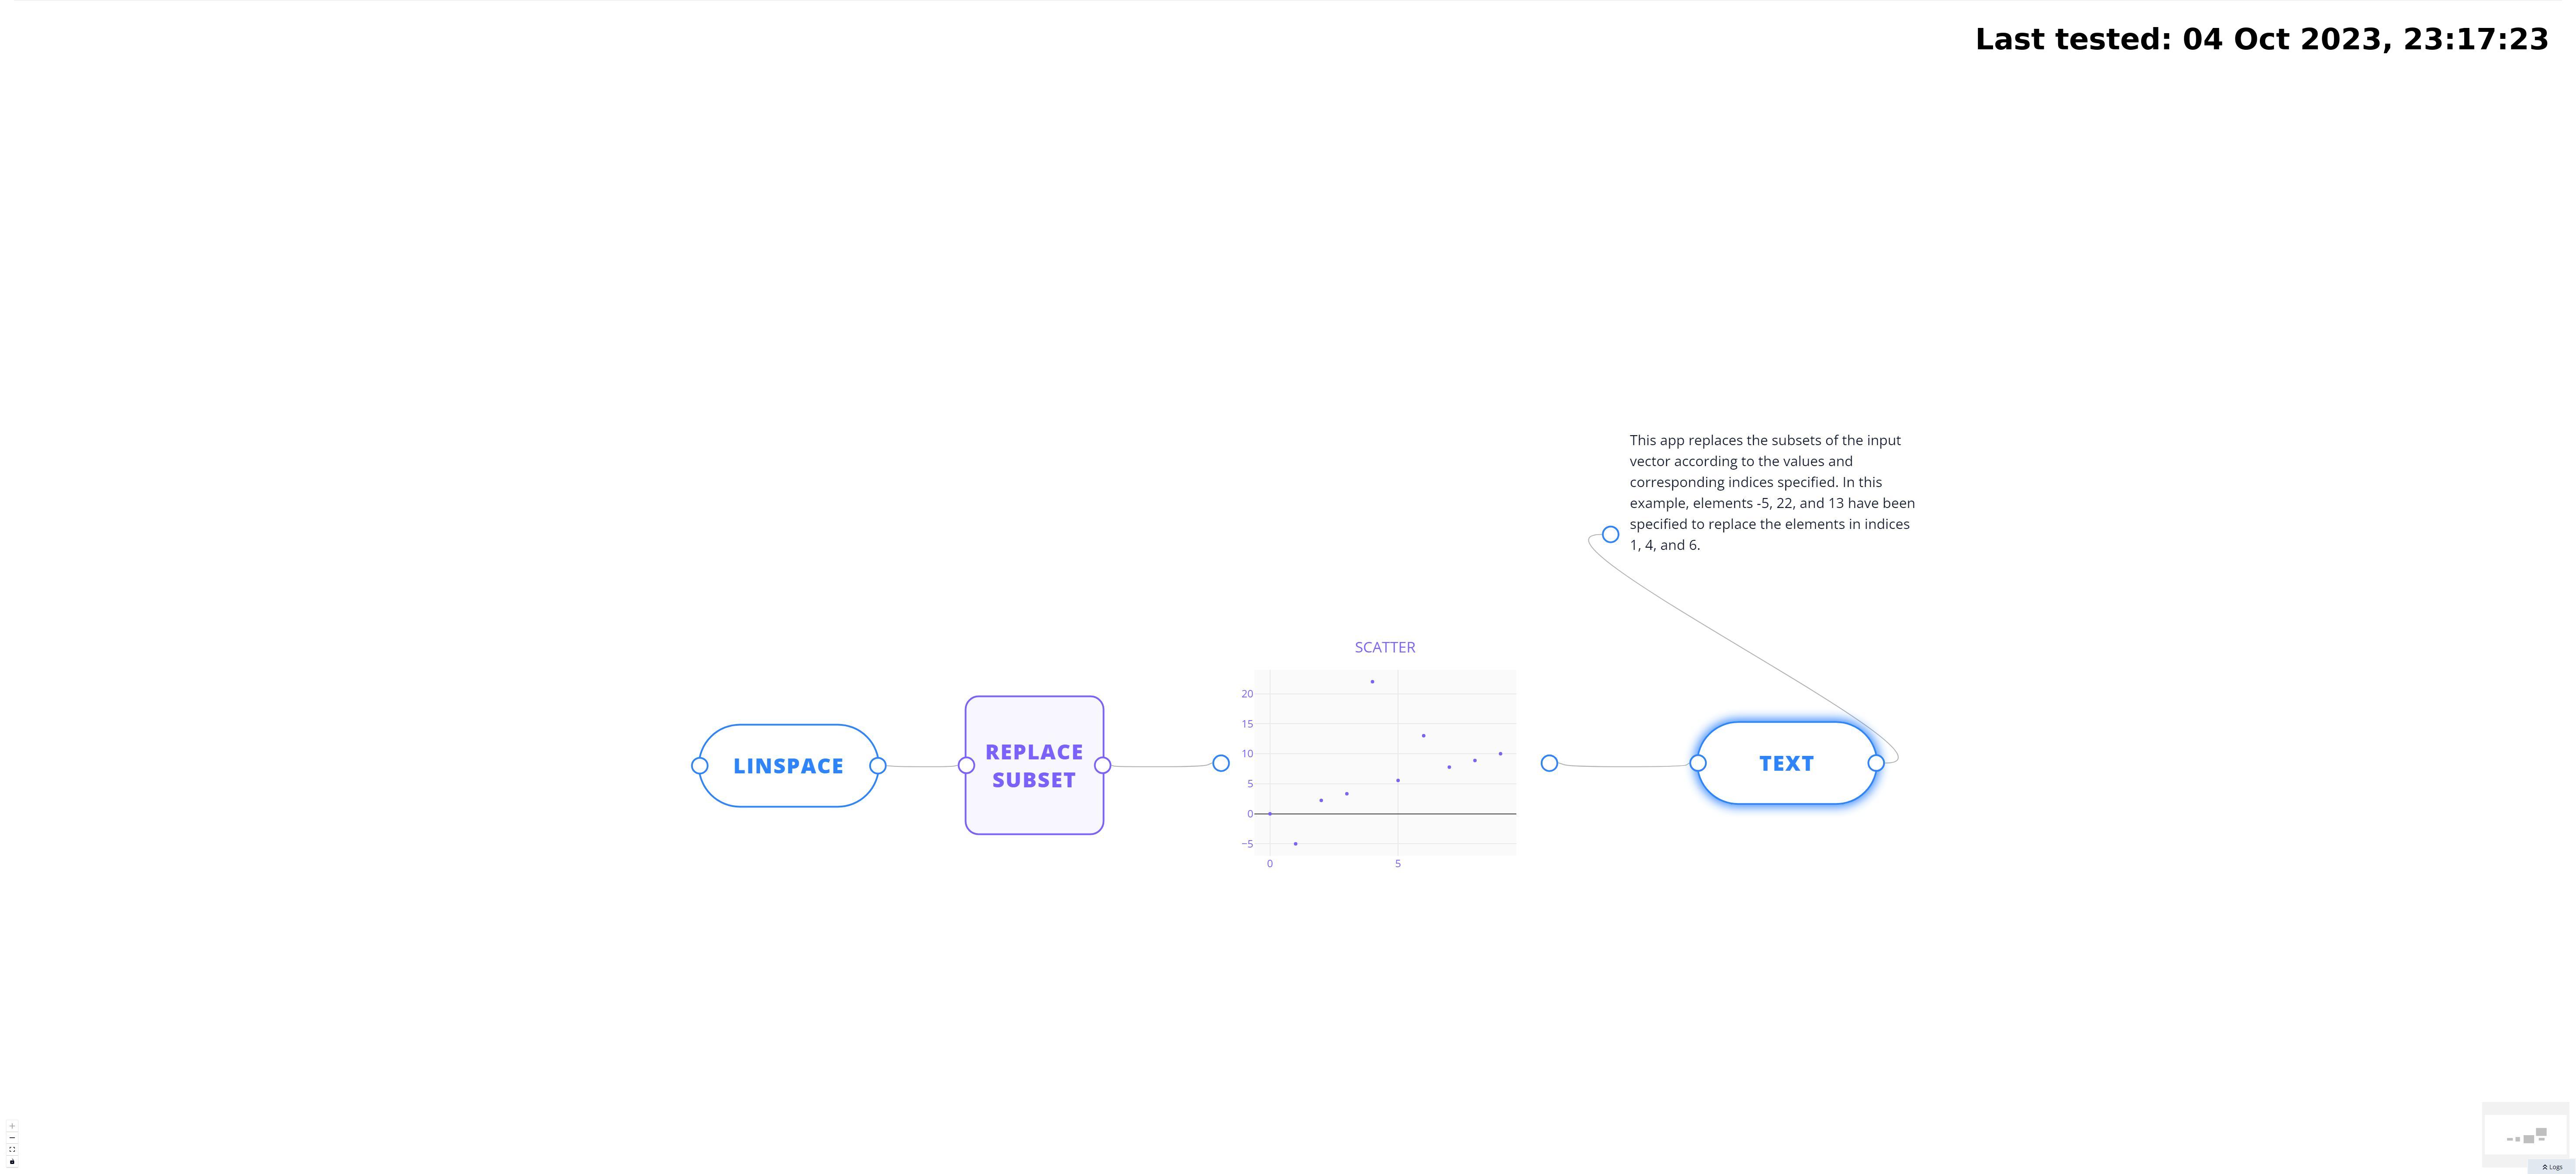 Last tested: 04 Oct 2023, 23:17:23
This app replaces the subsets of the input
vector according to the values and
corresponding indices specified. In this
example, elements -5, 22, and 13 have been
specified to replace the elements in indices
1, 4, and 6.
SCATTER
20
15
10
5
0
−5
0
5
LINSPACE
REPLACE
SUBSET
TEXT
Logs